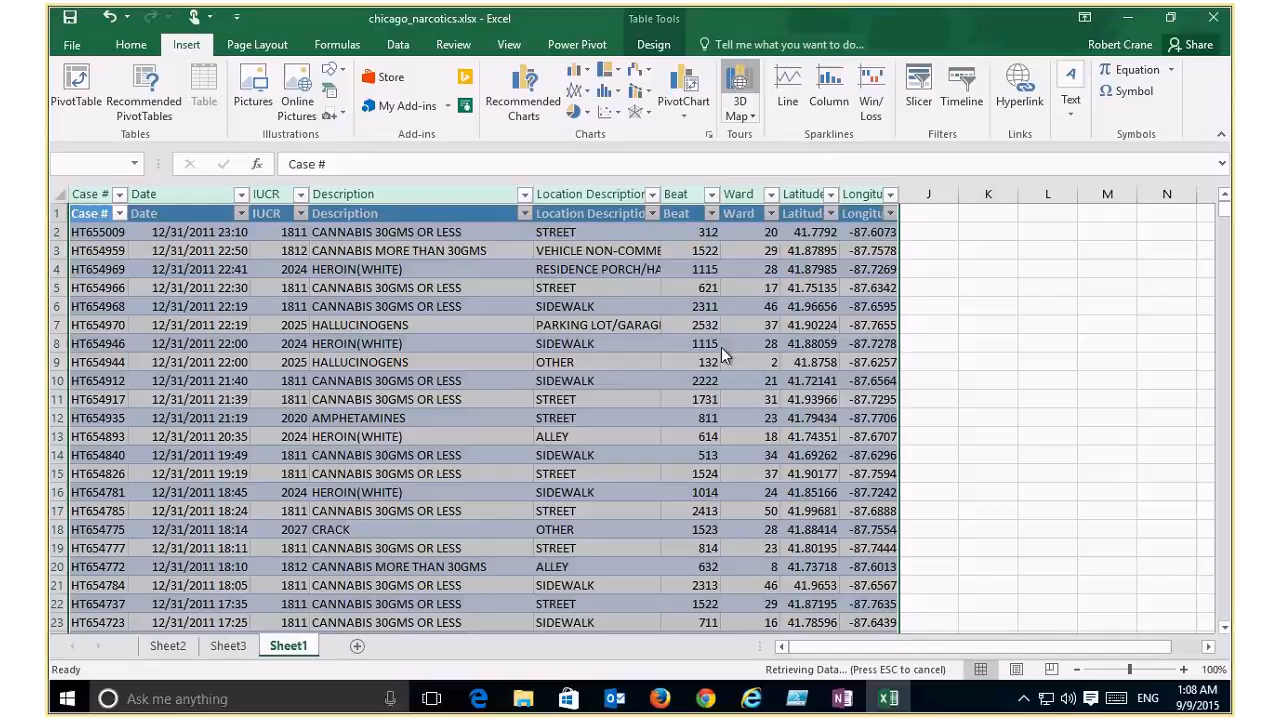 chicago_narcotics.xlsx - Excel
Table Tools
File Home Insert Page Layout Formulas Data Review View Power Pivot Design Tell me what you want to do... Robert Crane Share
PivotTable
Recommended PivotTables
Table
Tables
Pictures
Online Pictures
Illustrations
Store
My Add-ins
Add-ins
Recommended Charts
PivotChart
Charts
3D Map
Tours
Line
Column
Win/ Loss
Sparklines
Slicer
Timeline
Filters
Hyperlink
Links
Text
Equation
Symbol
Symbols
fx Case #
Case # Date IUCR Description Location Description Beat Ward Latitude Longitu J K L M N
1 Case # Date IUCR Description Location Descriptio Beat Ward Latitud Longitu
2 HT655009 12/31/2011 23:10 1811 CANNABIS 30GMS OR LESS STREET 312 20 41.7792 -87.6073
3 HT654959 12/31/2011 22:50 1812 CANNABIS MORE THAN 30GMS VEHICLE NON-COMME 1522 29 41.87895 -87.7578
4 HT654969 12/31/2011 22:41 2024 HEROIN(WHITE) RESIDENCE PORCH/HA 1115 28 41.87985 -87.7269
5 HT654966 12/31/2011 22:30 1811 CANNABIS 30GMS OR LESS STREET 621 17 41.75135 -87.6342
6 HT654968 12/31/2011 22:19 1811 CANNABIS 30GMS OR LESS SIDEWALK 2311 46 41.96656 -87.6595
7 HT654970 12/31/2011 22:19 2025 HALLUCINOGENS PARKING LOT/GARAGI 2532 37 41.90224 -87.7655
8 HT654946 12/31/2011 22:00 2024 HEROIN(WHITE) SIDEWALK 1115 28 41.88059 -87.7278
9 HT654944 12/31/2011 22:00 2025 HALLUCINOGENS OTHER 132 2 41.8758 -87.6257
10 HT654912 12/31/2011 21:40 1811 CANNABIS 30GMS OR LESS SIDEWALK 2222 21 41.72141 -87.6564
11 HT654917 12/31/2011 21:39 1811 CANNABIS 30GMS OR LESS STREET 1731 31 41.93966 -87.7295
12 HT654935 12/31/2011 21:19 2020 AMPHETAMINES STREET 811 23 41.79434 -87.7706
13 HT654893 12/31/2011 20:35 2024 HEROIN(WHITE) ALLEY 614 18 41.74351 -87.6707
14 HT654840 12/31/2011 19:49 1811 CANNABIS 30GMS OR LESS SIDEWALK 513 34 41.69262 -87.6296
15 HT654826 12/31/2011 19:19 1811 CANNABIS 30GMS OR LESS STREET 1524 37 41.90177 -87.7594
16 HT654781 12/31/2011 18:45 2024 HEROIN(WHITE) SIDEWALK 1014 24 41.85166 -87.7242
17 HT654785 12/31/2011 18:24 1811 CANNABIS 30GMS OR LESS STREET 2413 50 41.99681 -87.6888
18 HT654775 12/31/2011 18:14 2027 CRACK OTHER 1523 28 41.88414 -87.7554
19 HT654777 12/31/2011 18:11 1811 CANNABIS 30GMS OR LESS STREET 814 23 41.80195 -87.7444
20 HT654772 12/31/2011 18:10 1812 CANNABIS MORE THAN 30GMS ALLEY 632 8 41.73718 -87.6013
21 HT654784 12/31/2011 18:05 1811 CANNABIS 30GMS OR LESS SIDEWALK 2313 46 41.9653 -87.6567
22 HT654737 12/31/2011 17:35 1811 CANNABIS 30GMS OR LESS STREET 1522 29 41.87195 -87.7635
23 HT654723 12/31/2011 17:25 1811 CANNABIS 30GMS OR LESS SIDEWALK 711 16 41.78596 -87.6439
Sheet2 Sheet3 Sheet1
Ready Retrieving Data... (Press ESC to cancel) 100%
Ask me anything ENG 1:08 AM
9/9/2015